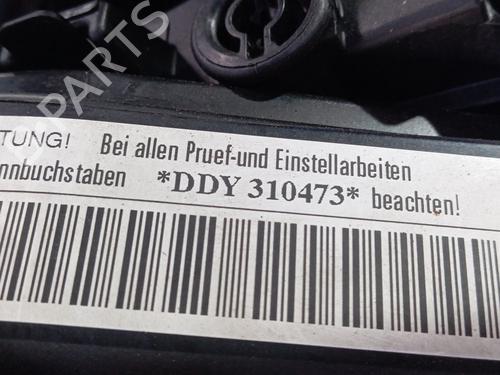 B-PARTS
TUNG! Bei allen Pruef-und Einstellarbeiten
nnbuchstaben *DDY 310473* beachten!